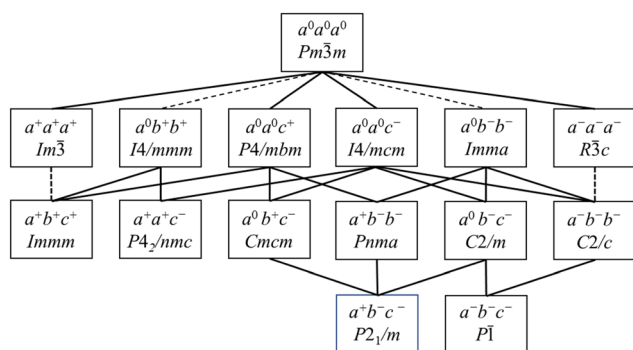 a⁰a⁰a⁰
Pm3̅m
a⁺a⁺a⁺
Im3̅
a⁰b⁺b⁺
I4/mmm
a⁰a⁰c⁺
P4/mbm
a⁰a⁰c⁻
I4/mcm
a⁰b⁻b⁻
Imma
a⁻a⁻a⁻
R3̅c
a⁺b⁺c⁺
Immm
a⁺a⁺c⁻
P4₂/nmc
a⁰b⁺c⁻
Cmcm
a⁺b⁻b⁻
Pnma
a⁰b⁻c⁻
C2/m
a⁻b⁻b⁻
C2/c
a⁺b⁻c⁻
P2₁/m
a⁻b⁻c⁻
P1̅